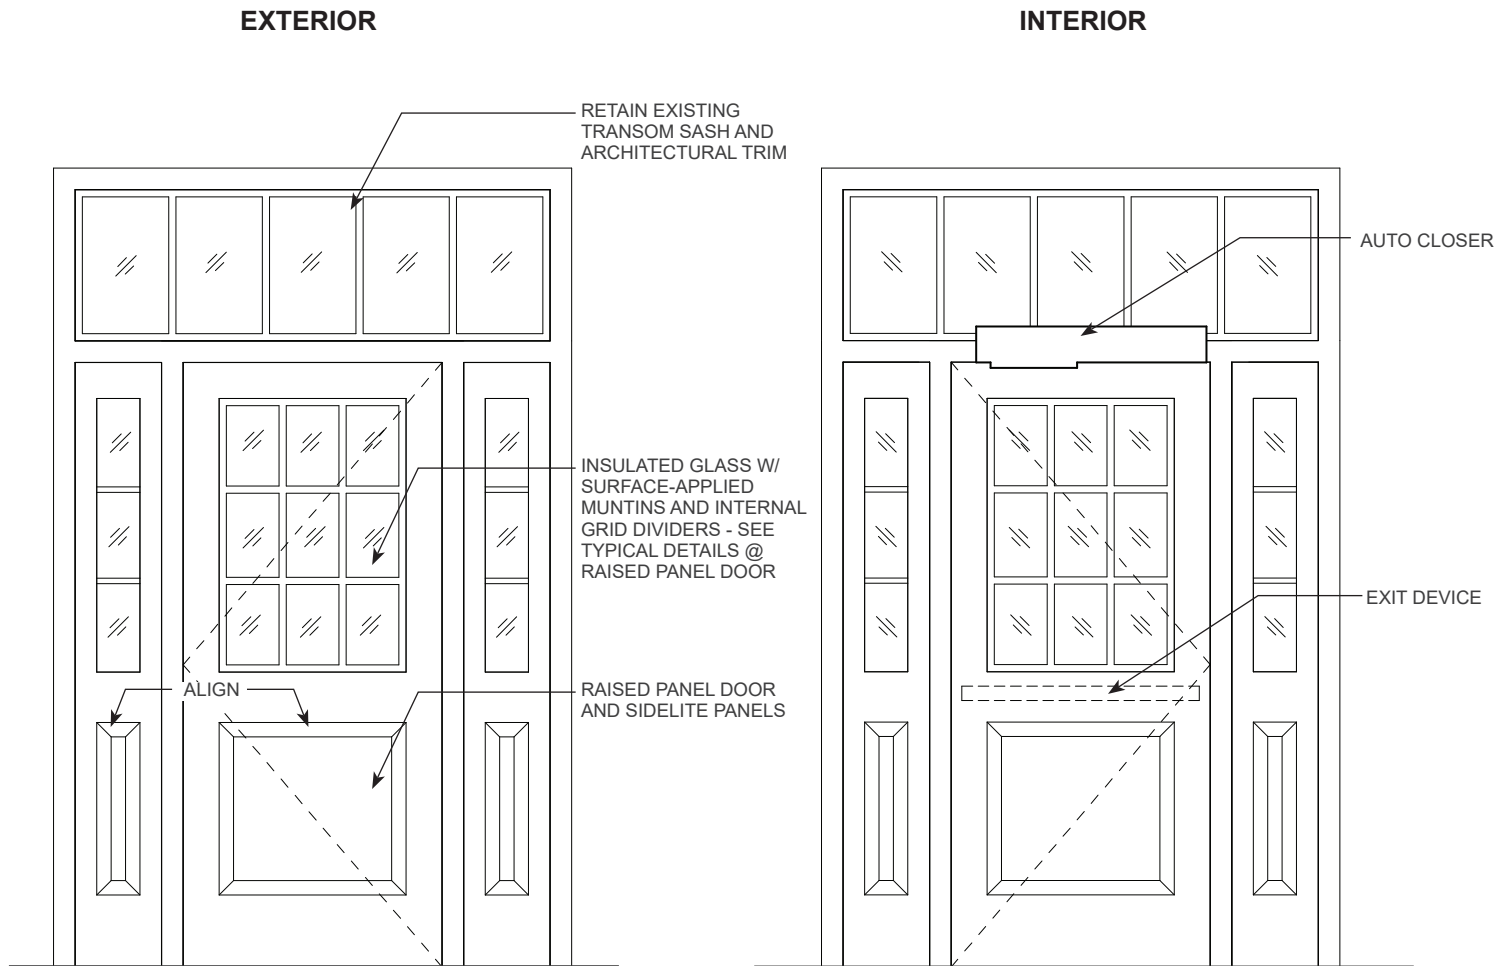 EXTERIOR
INTERIOR
RETAIN EXISTING
TRANSOM SASH AND
ARCHITECTURAL TRIM
AUTO CLOSER
INSULATED GLASS W/
SURFACE-APPLIED
MUNTINS AND INTERNAL
GRID DIVIDERS - SEE
TYPICAL DETAILS @
RAISED PANEL DOOR
EXIT DEVICE
ALIGN
RAISED PANEL DOOR
AND SIDELITE PANELS